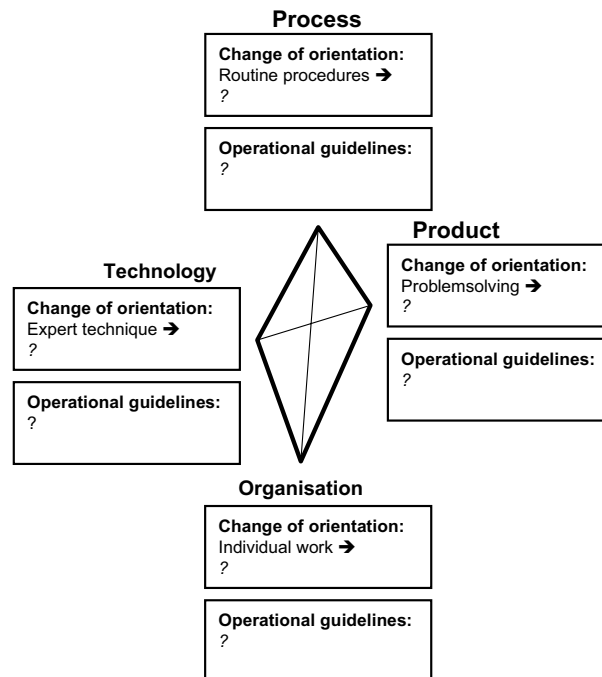 Process
Change of orientation:
Routine procedures ➔
?
Operational guidelines:
?
Product
Change of orientation:
Problemsolving ➔
?
Operational guidelines:
?
Technology
Change of orientation:
Expert technique ➔
?
Operational guidelines:
?
Organisation
Change of orientation:
Individual work ➔
?
Operational guidelines:
?